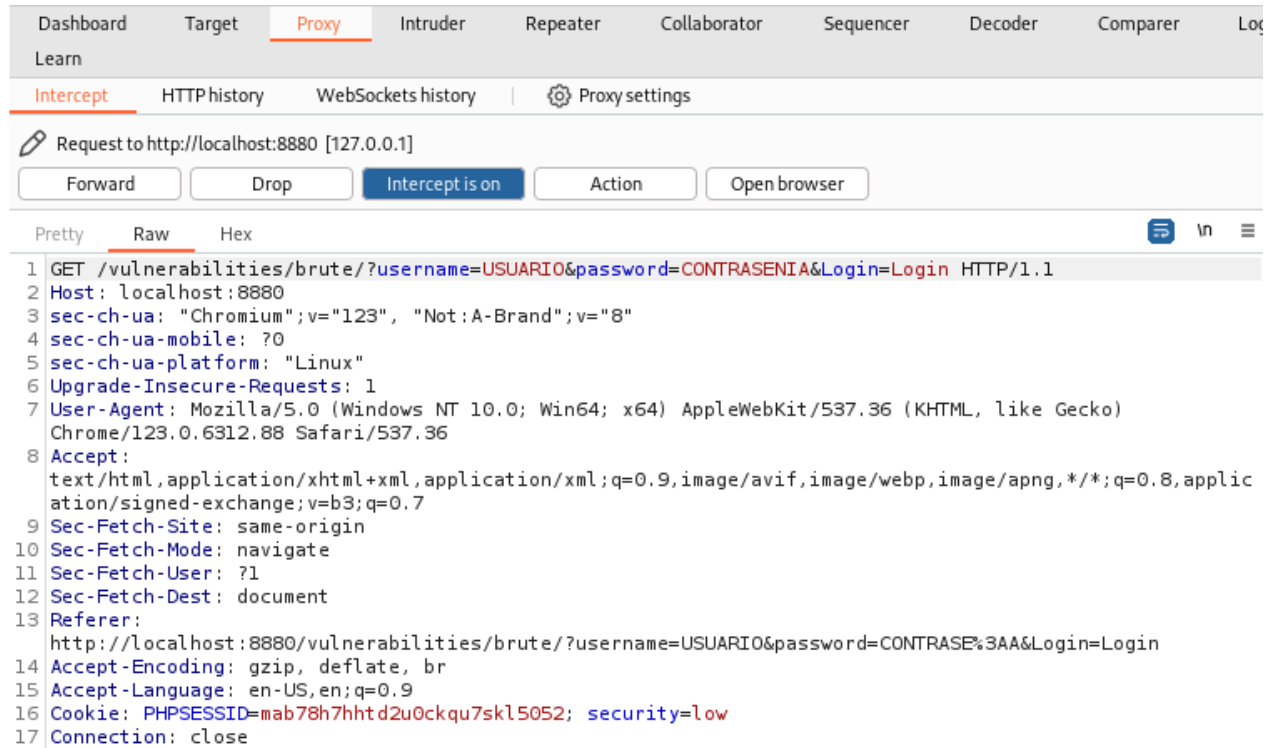 Dashboard Target Proxy Intruder Repeater Collaborator Sequencer Decoder Comparer
Learn
Intercept HTTP history WebSockets history Proxy settings
Request to http://localhost:8880 [127.0.0.1]
Forward Drop Intercept is on Action Open browser
Pretty Raw Hex \n
1 GET /vulnerabilities/brute/?username=USUARIO&password=CONTRASENIA&Login=Login HTTP/1.1
2 Host: localhost:8880
3 sec-ch-ua: "Chromium";v="123", "Not:A-Brand";v="8"
4 sec-ch-ua-mobile: ?0
5 sec-ch-ua-platform: "Linux"
6 Upgrade-Insecure-Requests: 1
7 User-Agent: Mozilla/5.0 (Windows NT 10.0; Win64; x64) AppleWebKit/537.36 (KHTML, like Gecko)
Chrome/123.0.6312.88 Safari/537.36
8 Accept:
text/html,application/xhtml+xml,application/xml;q=0.9,image/avif,image/webp,image/apng,*/*;q=0.8,applic
ation/signed-exchange;v=b3;q=0.7
9 Sec-Fetch-Site: same-origin
10 Sec-Fetch-Mode: navigate
11 Sec-Fetch-User: ?1
12 Sec-Fetch-Dest: document
13 Referer:
http://localhost:8880/vulnerabilities/brute/?username=USUARIO&password=CONTRASE%3AA&Login=Login
14 Accept-Encoding: gzip, deflate, br
15 Accept-Language: en-US,en;q=0.9
16 Cookie: PHPSESSID=mab78h7hhtd2u0ckqu7skl5052; security=low
17 Connection: close